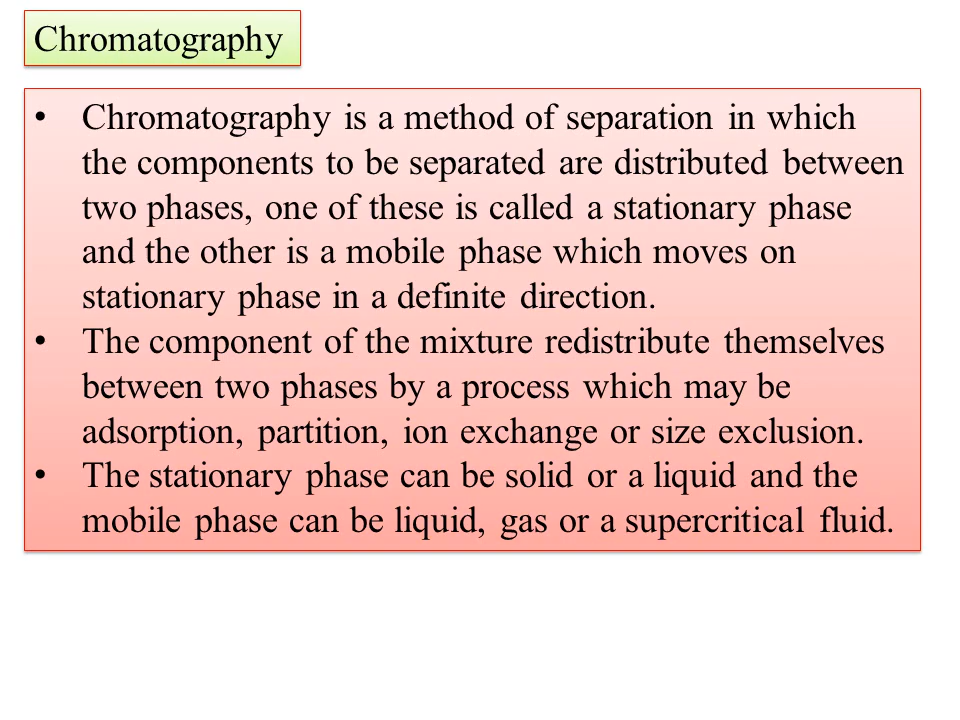 Chromatography
• Chromatography is a method of separation in which
the components to be separated are distributed between
two phases, one of these is called a stationary phase
and the other is a mobile phase which moves on
stationary phase in a definite direction.
• The component of the mixture redistribute themselves
between two phases by a process which may be
adsorption, partition, ion exchange or size exclusion.
• The stationary phase can be solid or a liquid and the
mobile phase can be liquid, gas or a supercritical fluid.